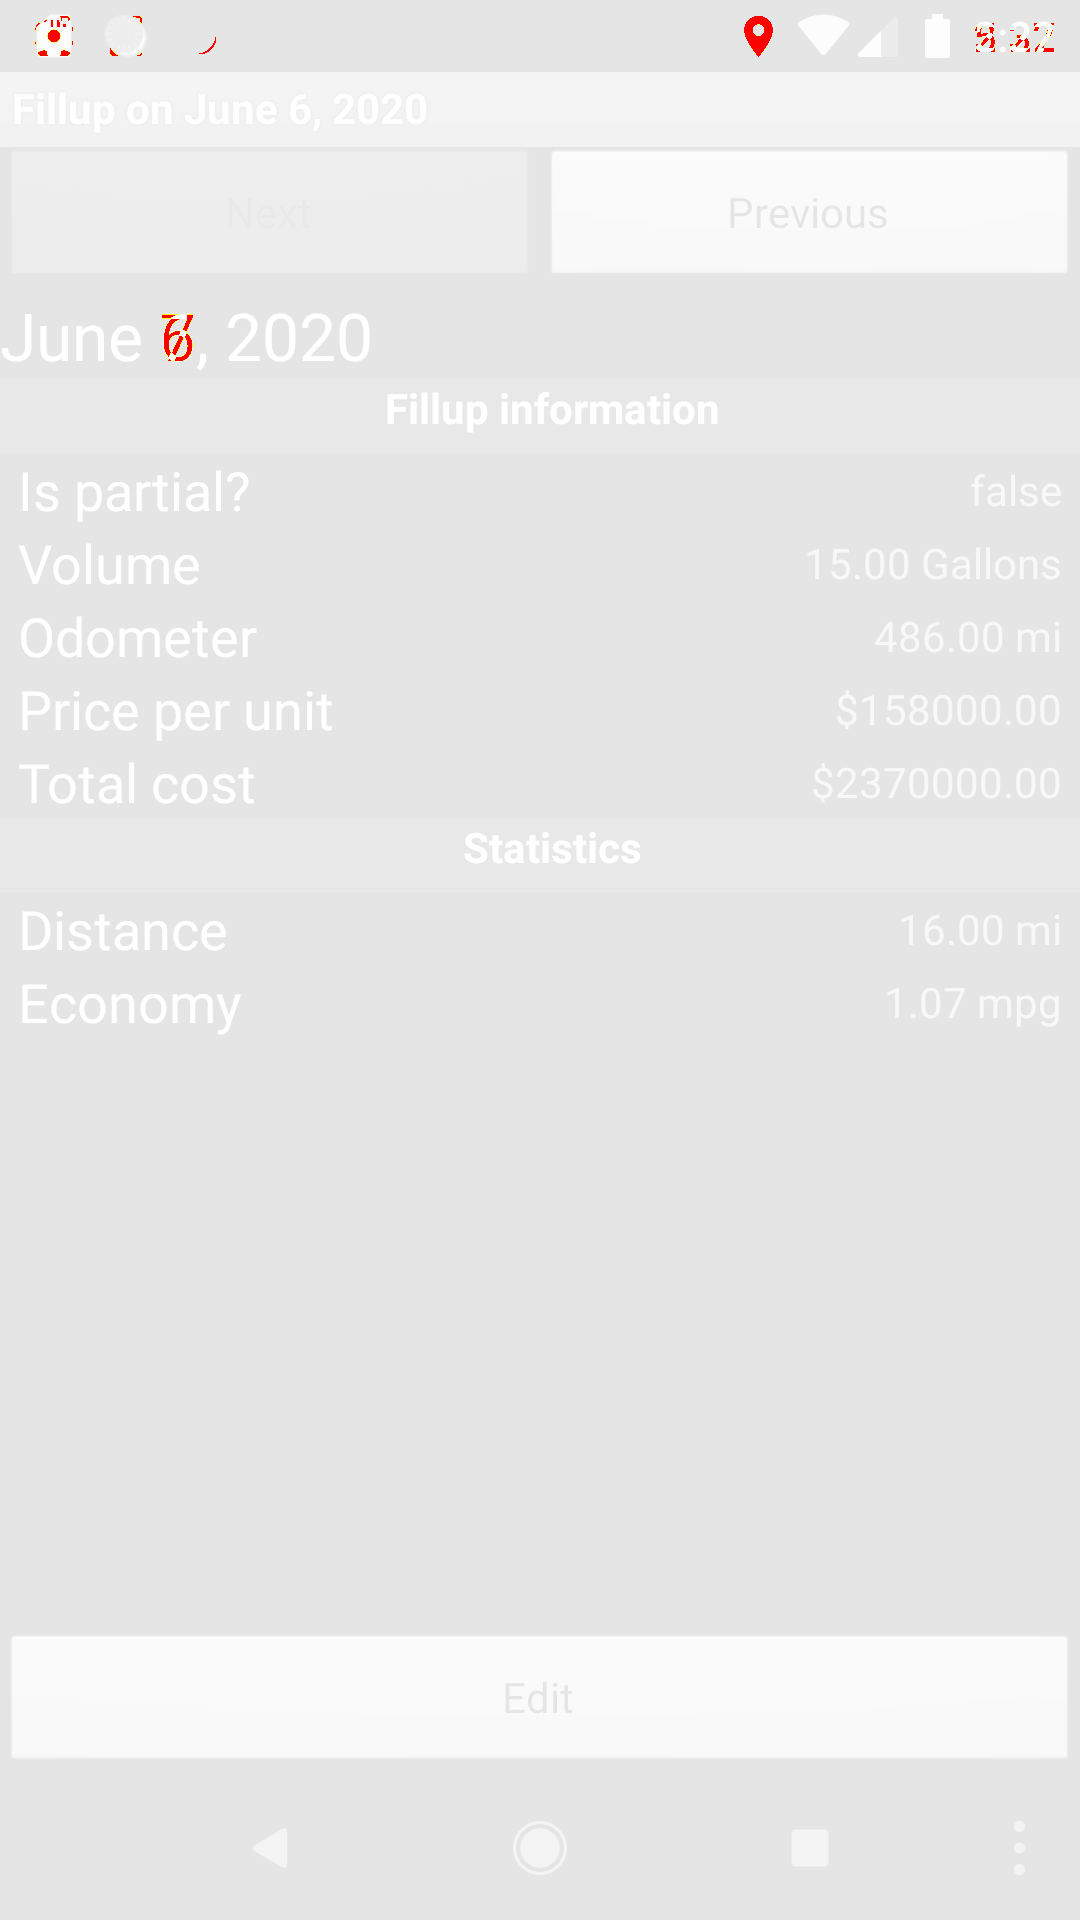 Fillup on June 6, 2020
Next
Previous
June , 2020
Fillup information
Is partial?
false
Volume
15.00 Gallons
Odometer
486.00 mi
Price per unit
$158000.00
Total cost
$2370000.00
Statistics
Distance
16.00 mi
Economy
1.07 mpg
Edit